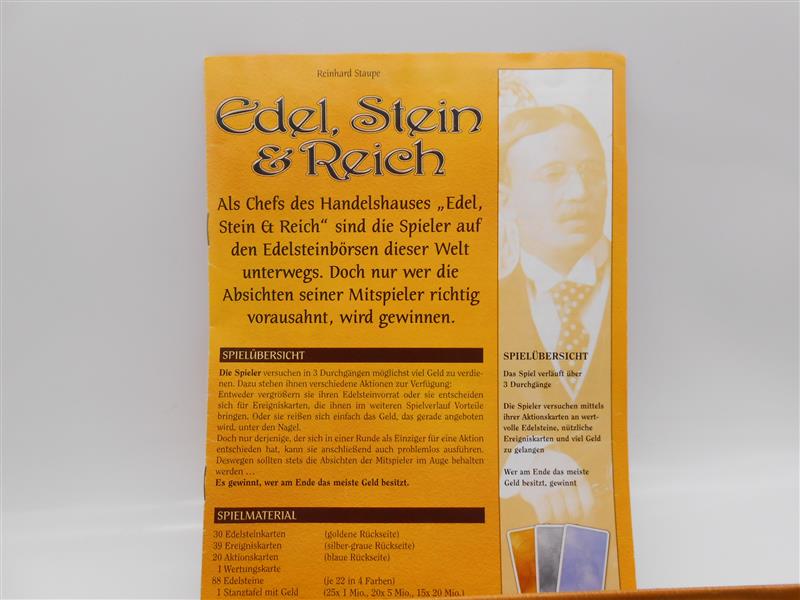 Reinhard Staupe
Edel, Stein
& Reich
Als Chefs des Handelshauses „Edel,
Stein & Reich“ sind die Spieler auf
den Edelsteinbörsen dieser Welt
unterwegs. Doch nur wer die
Absichten seiner Mitspieler richtig
vorausahnt, wird gewinnen.
SPIELÜBERSICHT
Die Spieler versuchen in 3 Durchgängen möglichst viel Geld zu verdie-
nen. Dazu stehen ihnen verschiedene Aktionen zur Verfügung:
Entweder vergrößern sie ihren Edelsteinvorrat oder sie entscheiden
sich für Ereigniskarten, die ihnen im weiteren Spielverlauf Vorteile
bringen. Oder sie reißen sich einfach das Geld, das gerade angeboten
wird, unter den Nagel.
Doch nur derjenige, der sich in einer Runde als Einziger für eine Aktion
entschieden hat, kann sie anschließend auch problemlos ausführen.
Deswegen sollten stets die Absichten der Mitspieler im Auge behalten
werden ...
Es gewinnt, wer am Ende das meiste Geld besitzt.
SPIELMATERIAL
30 Edelsteinkarten (goldene Rückseite)
39 Ereigniskarten (silber-graue Rückseite)
20 Aktionskarten (blaue Rückseite)
1 Wertungskarte
88 Edelsteine (je 22 in 4 Farben)
1 Stanztafel mit Geld (25x 1 Mio., 20x 5 Mio., 15x 20 Mio.)
SPIELÜBERSICHT
Das Spiel verläuft über
3 Durchgänge
Die Spieler versuchen mittels
ihrer Aktionskarten an wert-
volle Edelsteine, nützliche
Ereigniskarten und viel Geld
zu gelangen
Wer am Ende das meiste
Geld besitzt, gewinnt